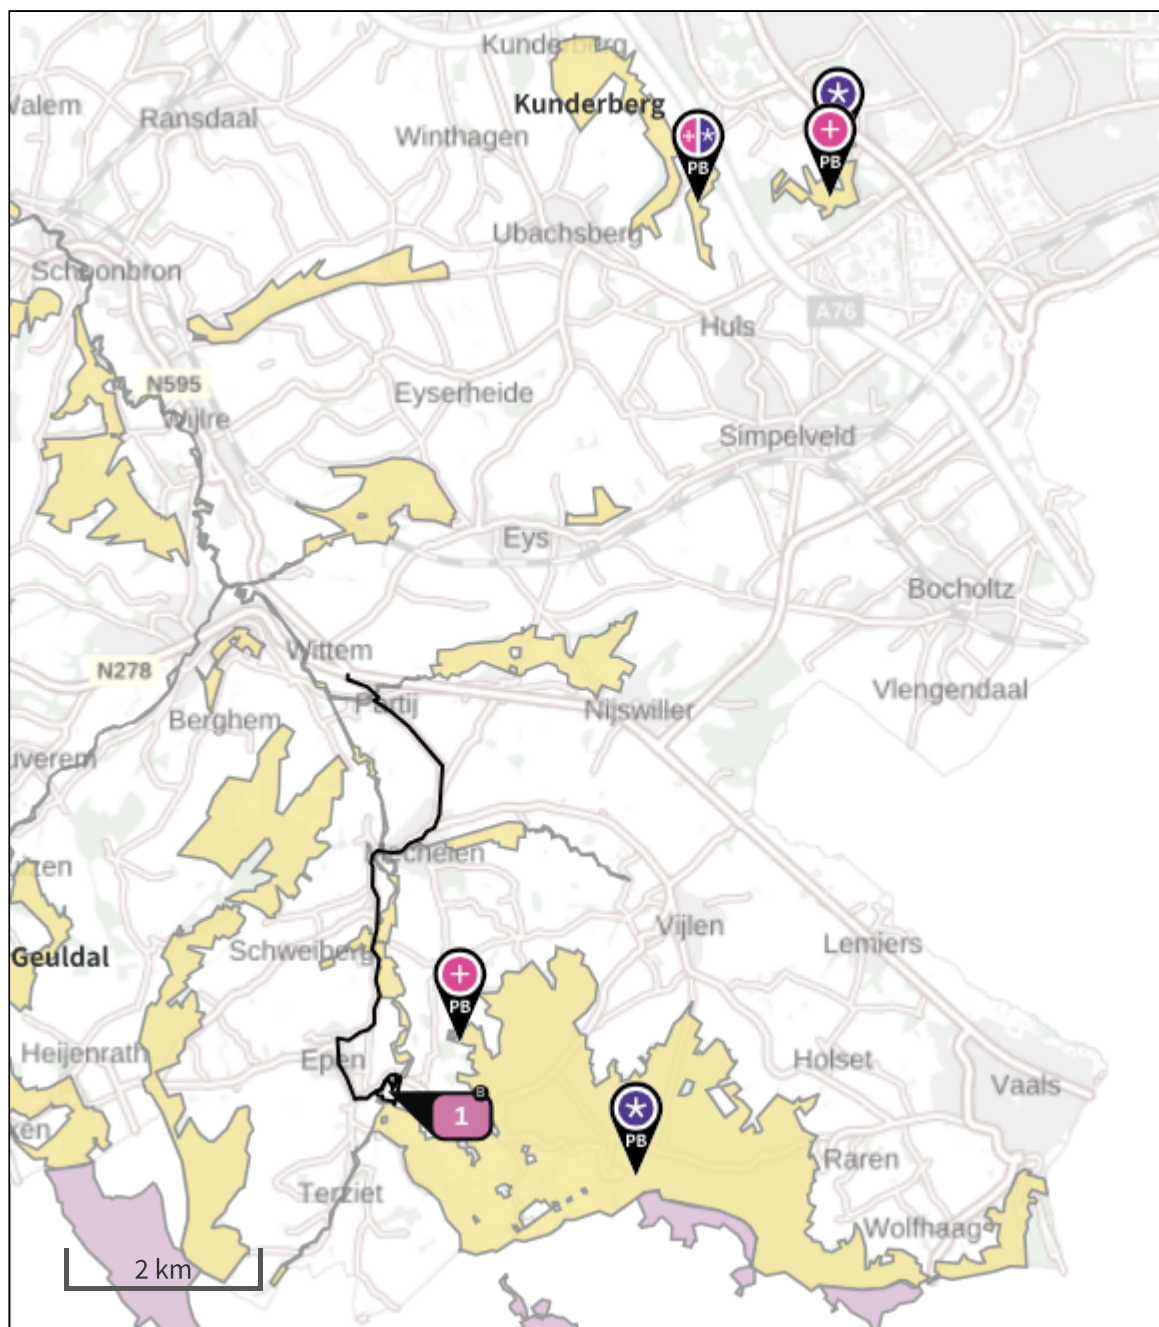 Kunderberg
Kunderberg
Ransdaal
Winthagen
PB
PB
Ubachsberg
Schoonbron
A76
Huls
N595
Eyserheide
Wijlre
Simpelveld
Eys
Bocholtz
Wittem
N278
Vlengendaal
Partij
Nijswiller
Berghem
Mechelen
Vijlen
Lemiers
Schweiberg
Geuldal
PB
Heijenrath
Epen
Holset
Vaals
B
1
PB
Raren
Terziet
Wolfhaag
2 km